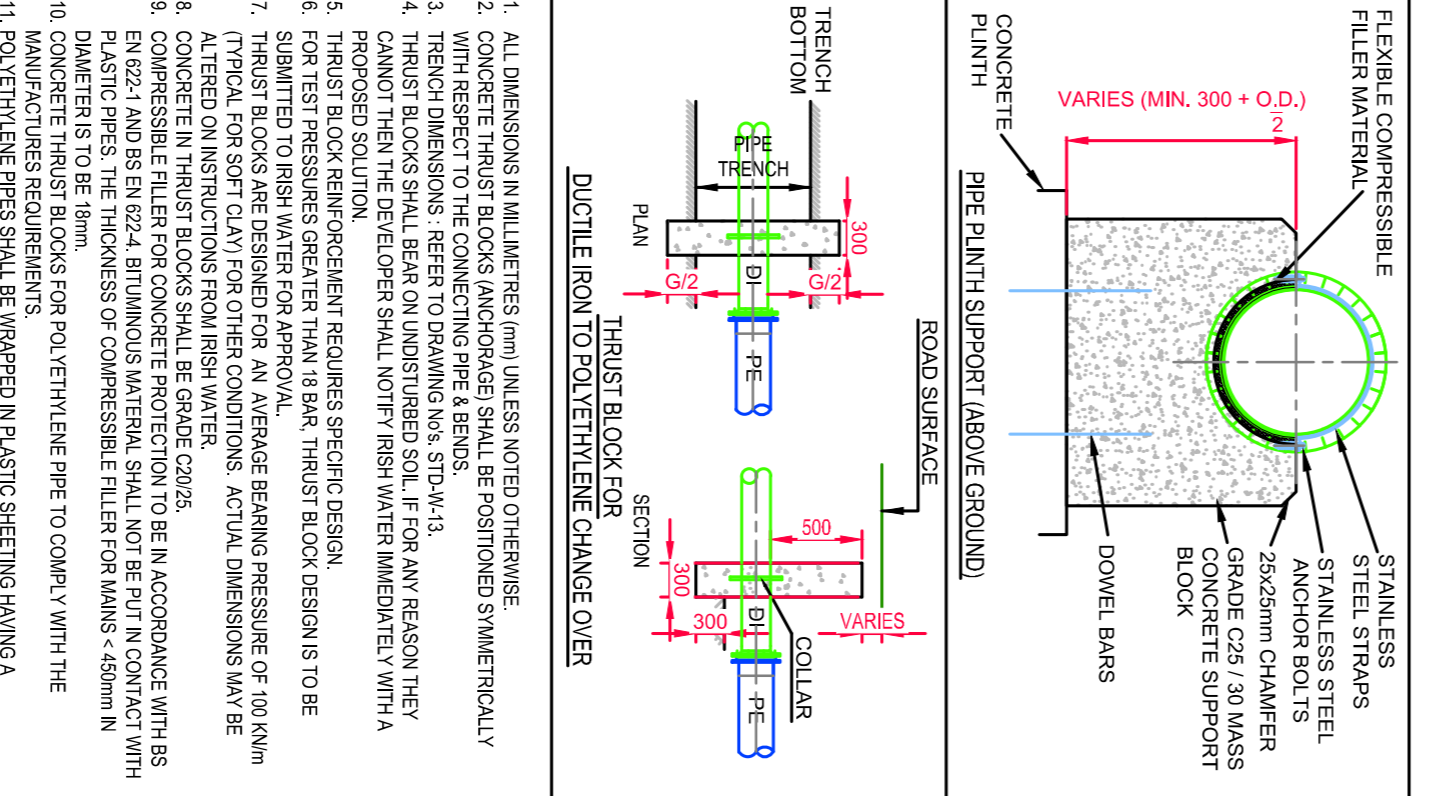 FLEXIBLE COMPRESSIBLE
FILLER MATERIAL
VARIES (MIN. 300 + O.D.)
2
CONCRETE
PLINTH
STAINLESS
STEEL STRAPS
STAINLESS STEEL
ANCHOR BOLTS
25x25mm CHAMFER
GRADE C25 / 30 MASS
CONCRETE SUPPORT
BLOCK
DOWEL BARS
PIPE PLINTH SUPPORT (ABOVE GROUND)
TRENCH
BOTTOM
PIPE
TRENCH
300
G/2
G/2
DI
PE
PLAN
ROAD SURFACE
500
300
300
VARIES
DI
PE
COLLAR
SECTION
THRUST BLOCK FOR
DUCTILE IRON TO POLYETHYLENE CHANGE OVER
1. ALL DIMENSIONS IN MILLIMETRES (mm) UNLESS NOTED OTHERWISE.
2. CONCRETE THRUST BLOCKS (ANCHORAGE) SHALL BE POSITIONED SYMMETRICALLY
WITH RESPECT TO THE CONNECTING PIPE & BENDS.
3. TRENCH DIMENSIONS : : REFER TO DRAWING No's. STD-W-13.
4. THRUST BLOCKS SHALL BEAR ON UNDISTURBED SOIL. IF FOR ANY REASON THEY
CANNOT THEN THE DEVELOPER SHALL NOTIFY IRISH WATER IMMEDIATELY WITH A
PROPOSED SOLUTION.
5. THRUST BLOCK REINFORCEMENT REQUIRES SPECIFIC DESIGN.
6. FOR TEST PRESSURES GREATER THAN 18 BAR, THRUST BLOCK DESIGN IS TO BE
SUBMITTED TO IRISH WATER FOR APPROVAL.
7. THRUST BLOCKS ARE DESIGNED FOR AN AVERAGE BEARING PRESSURE OF 100 KN/m
(TYPICAL FOR SOFT CLAY) FOR OTHER CONDITIONS. ACTUAL DIMENSIONS MAY BE
ALTERED ON INSTRUCTIONS FROM IRISH WATER.
8. CONCRETE IN THRUST BLOCKS SHALL BE GRADE C20/25.
9. COMPRESSIBLE FILLER FOR CONCRETE PROTECTION TO BE IN ACCORDANCE WITH BS
EN 622-1 AND BS EN 622-4. BITUMINOUS MATERIAL SHALL NOT BE PUT IN CONTACT WITH
PLASTIC PIPES. THE THICKNESS OF COMPRESSIBLE FILLER FOR MAINS < 450mm IN
DIAMETER IS TO BE 18mm.
10. CONCRETE THRUST BLOCKS FOR POLYETHYLENE PIPE TO COMPLY WITH THE
MANUFACTURES REQUIREMENTS.
11. POLYETHYLENE PIPES SHALL BE WRAPPED IN PLASTIC SHEETING HAVING A